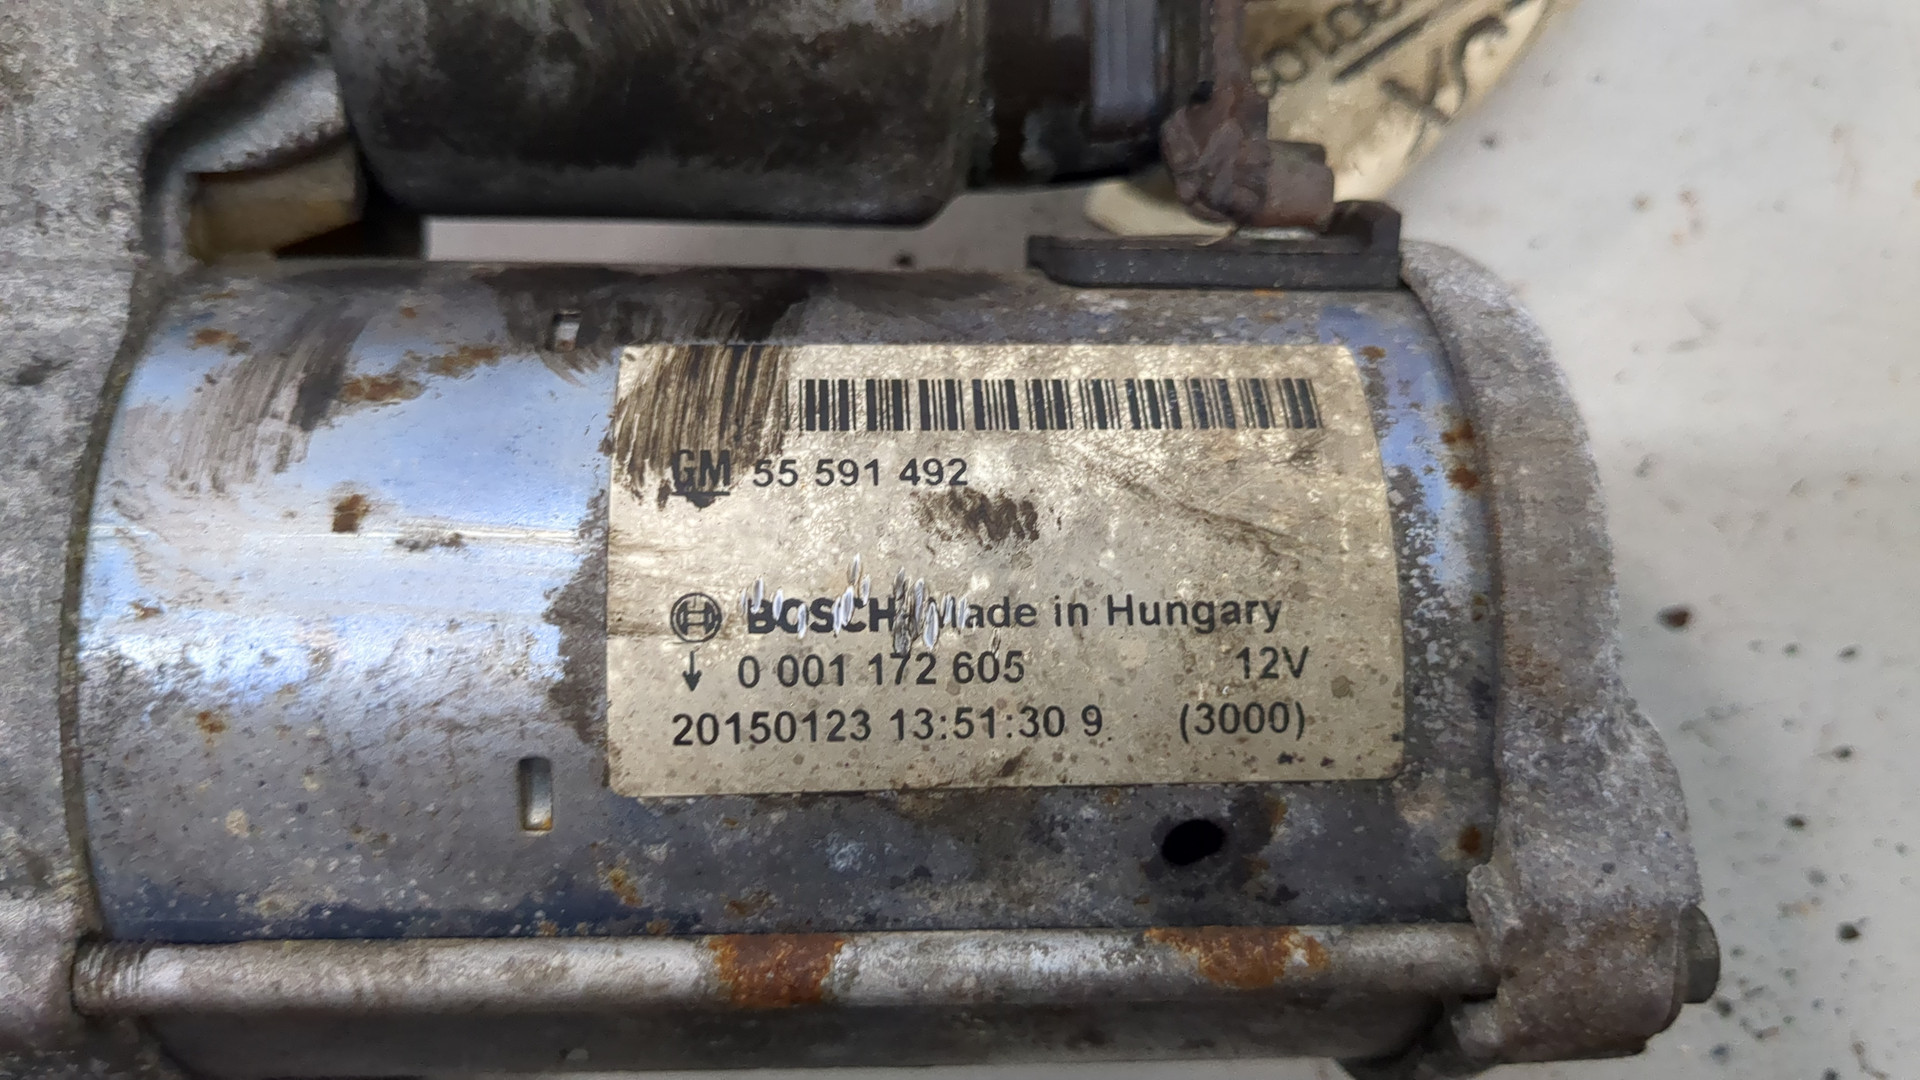 GM 55 591 492
BOSCH Made in Hungary
0 001 172 605 12V
20150123 13:51:30 9 (3000)